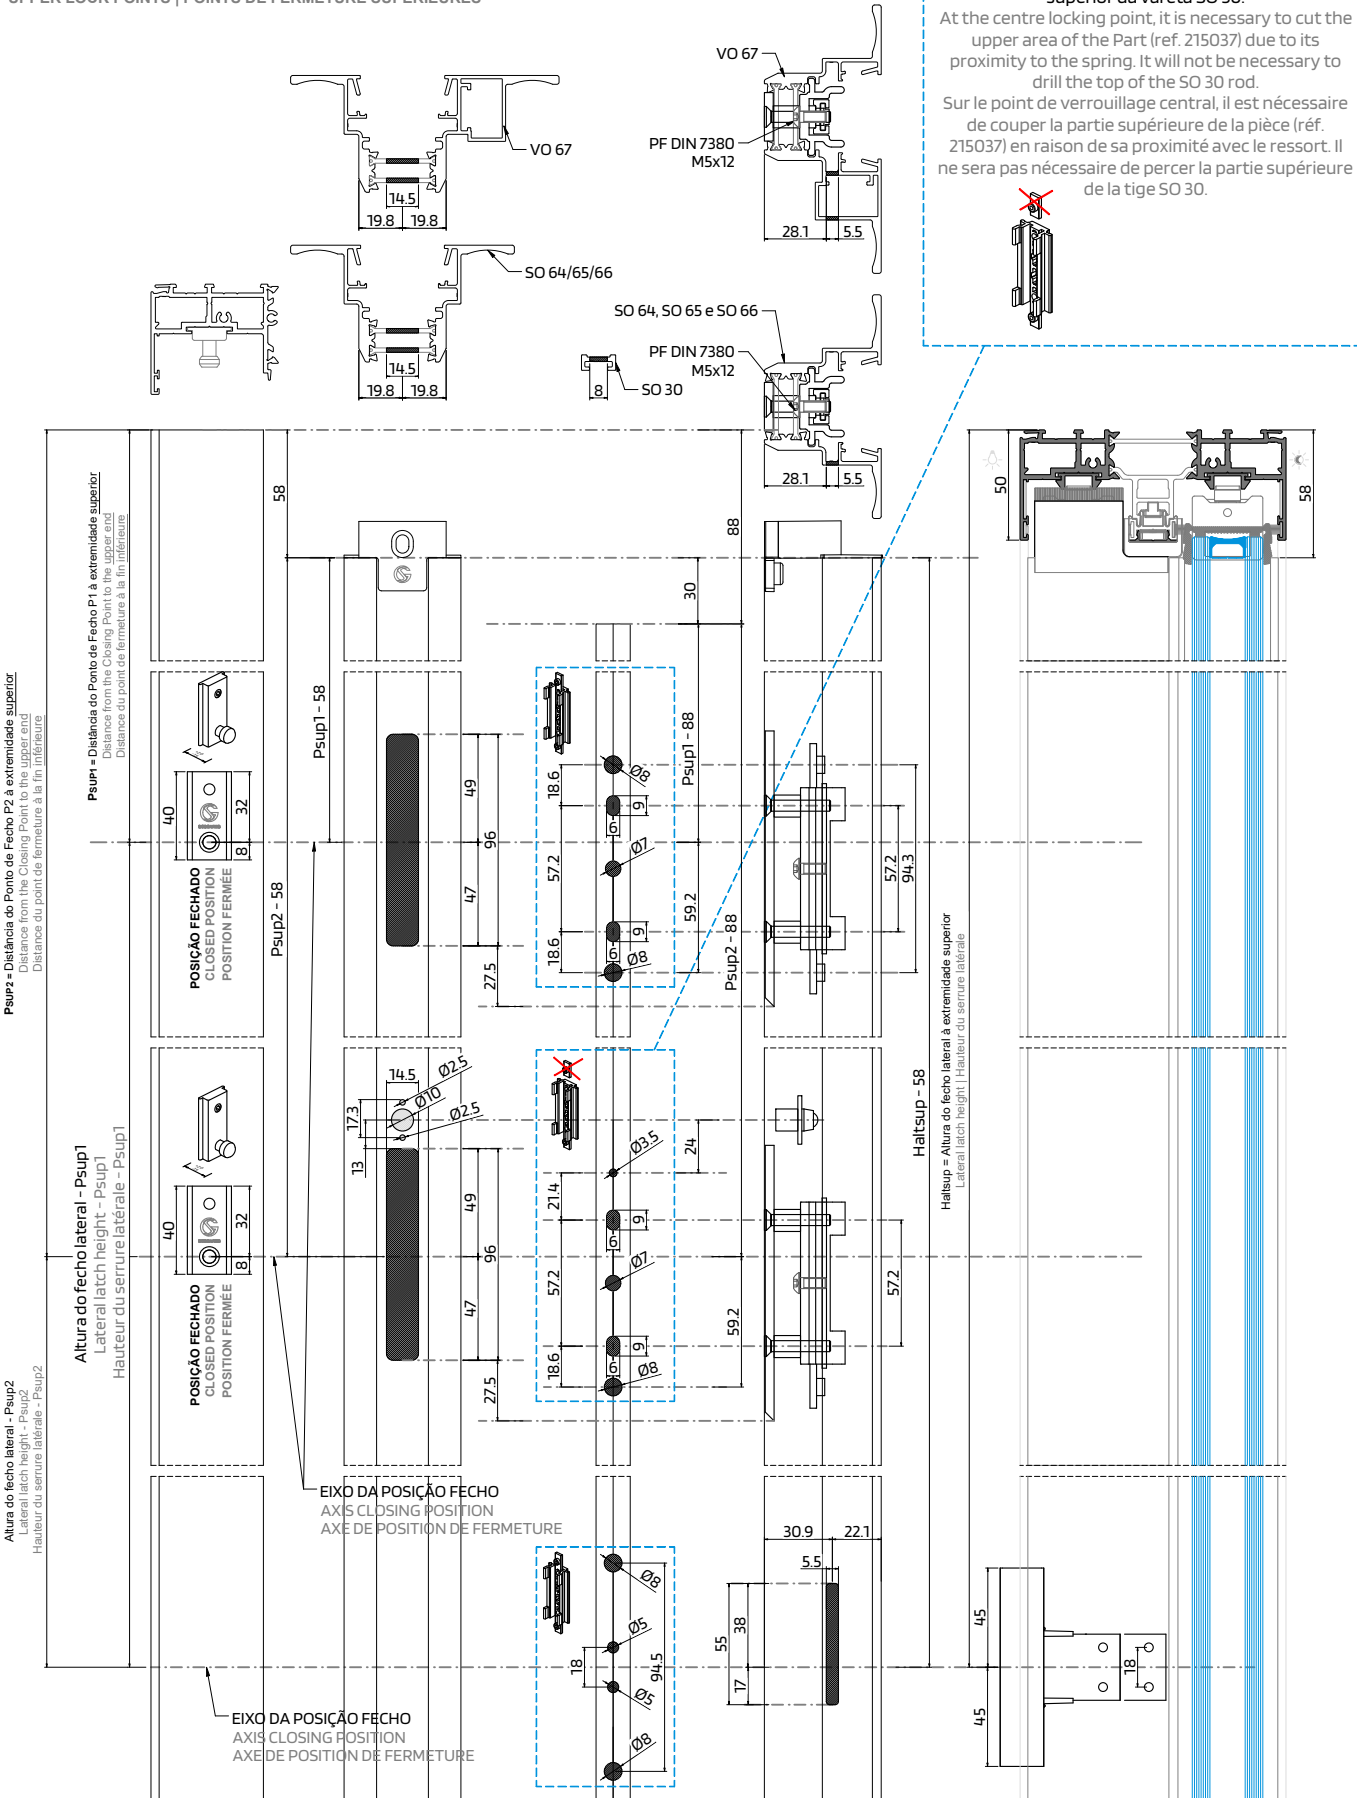 UPPER LOCK POINTS | POINTS DE FERMETURE SUPÉRIEURES
superior da vareta SO 30.
At the centre locking point, it is necessary to cut the
upper area of the Part (ref. 215037) due to its
proximity to the spring. It will not be necessary to
drill the top of the SO 30 rod.
Sur le point de verrouillage central, il est nécessaire
de couper la partie supérieure de la pièce (réf.
215037) en raison de sa proximité avec le ressort. Il
ne sera pas nécessaire de percer la partie supérieure
de la tige SO 30.
VO 67
14.5
19.8 19.8
VO 67
PF DIN 7380
M5x12
28.1 5.5
SO 64/65/66
14.5
19.8 19.8
8
SO 30
SO 64, SO 65 e SO 66
PF DIN 7380
M5x12
28.1 5.5
PSUP2 = Distância do Ponto de Fecho P2 à extremidade superior
Distance from the Closing Point to the upper end
Distance du point de fermeture à la fin inférieure
PSUP1 = Distância do Ponto de Fecho P1 à extremidade superior
Distance from the Closing Point to the upper end
Distance du point de fermeture à la fin inférieure
58
88
30
50
58
Psup1 - 58
Psup2 - 58
Psup1 - 88
Psup2 - 88
40
32
8
POSIÇÃO FECHADO
CLOSED POSITION
POSITION FERMÉE
49
96
47
27.5
18.6
57.2
18.6
Ø8
9
6
Ø7
9
6
Ø8
59.2
57.2
94.3
Haltsup - 58
Haltsup = Altura do fecho lateral à extremidade superior
Lateral latch height | Hauteur du serrure latérale
Altura do fecho lateral - Psup1
Lateral latch height - Psup1
Hauteur du serrure latérale - Psup1
Altura do fecho lateral - Psup2
Lateral latch height - Psup2
Hauteur du serrure latérale - Psup2
40
32
8
POSIÇÃO FECHADO
CLOSED POSITION
POSITION FERMÉE
14.5
Ø2.5
Ø10
Ø2.5
17.3
13
49
96
47
27.5
Ø3.5
24
21.4
9
6
57.2
Ø7
9
6
18.6
Ø8
59.2
57.2
EIXO DA POSIÇÃO FECHO
AXIS CLOSING POSITION
AXE DE POSITION DE FERMETURE
Ø8
Ø5
18
94.5
Ø5
Ø8
30.9 22.1
5.5
55
38
17
45
45
18
EIXO DA POSIÇÃO FECHO
AXIS CLOSING POSITION
AXE DE POSITION DE FERMETURE